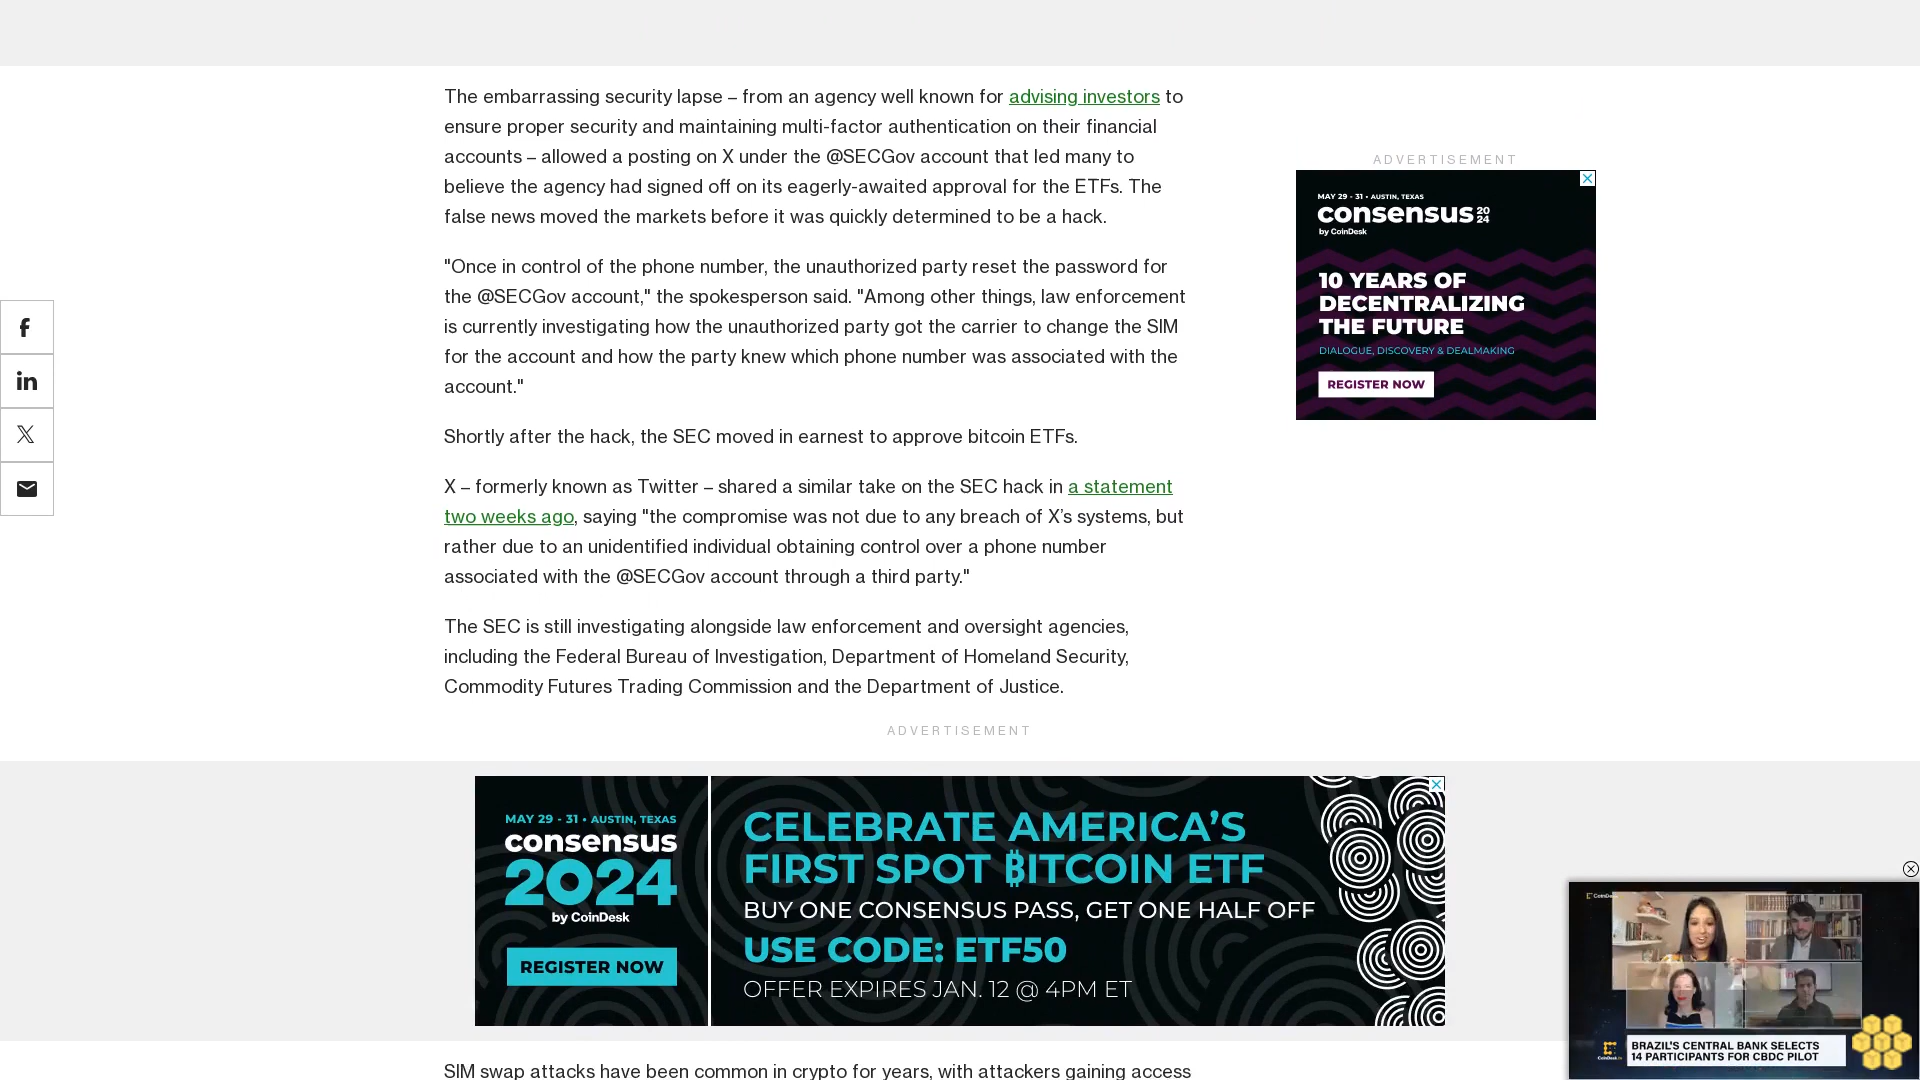 The embarrassing security lapse – from an agency well known for advising investors to
ensure proper security and maintaining multi-factor authentication on their financial
accounts – allowed a posting on X under the @SECGov account that led many to
believe the agency had signed off on its eagerly-awaited approval for the ETFs. The
false news moved the markets before it was quickly determined to be a hack.
"Once in control of the phone number, the unauthorized party reset the password for
the @SECGov account," the spokesperson said. "Among other things, law enforcement
is currently investigating how the unauthorized party got the carrier to change the SIM
for the account and how the party knew which phone number was associated with the
account."
Shortly after the hack, the SEC moved in earnest to approve bitcoin ETFs.
X – formerly known as Twitter – shared a similar take on the SEC hack in a statement
two weeks ago, saying "the compromise was not due to any breach of X’s systems, but
rather due to an unidentified individual obtaining control over a phone number
associated with the @SECGov account through a third party."
The SEC is still investigating alongside law enforcement and oversight agencies,
including the Federal Bureau of Investigation, Department of Homeland Security,
Commodity Futures Trading Commission and the Department of Justice.
ADVERTISEMENT
MAY 29 - 31 • AUSTIN, TEXAS
consensus 2024
by CoinDesk
10 YEARS OF
DECENTRALIZING
THE FUTURE
DIALOGUE, DISCOVERY & DEALMAKING
REGISTER NOW
ADVERTISEMENT
MAY 29 - 31 • AUSTIN, TEXAS
consensus
2024
by CoinDesk
REGISTER NOW
CELEBRATE AMERICA’S
FIRST SPOT ₿ITCOIN ETF
BUY ONE CONSENSUS PASS, GET ONE HALF OFF
USE CODE: ETF50
OFFER EXPIRES JAN. 12 @ 4PM ET
BRAZIL'S CENTRAL BANK SELECTS
14 PARTICIPANTS FOR CBDC PILOT
SIM swap attacks have been common in crypto for years, with attackers gaining access